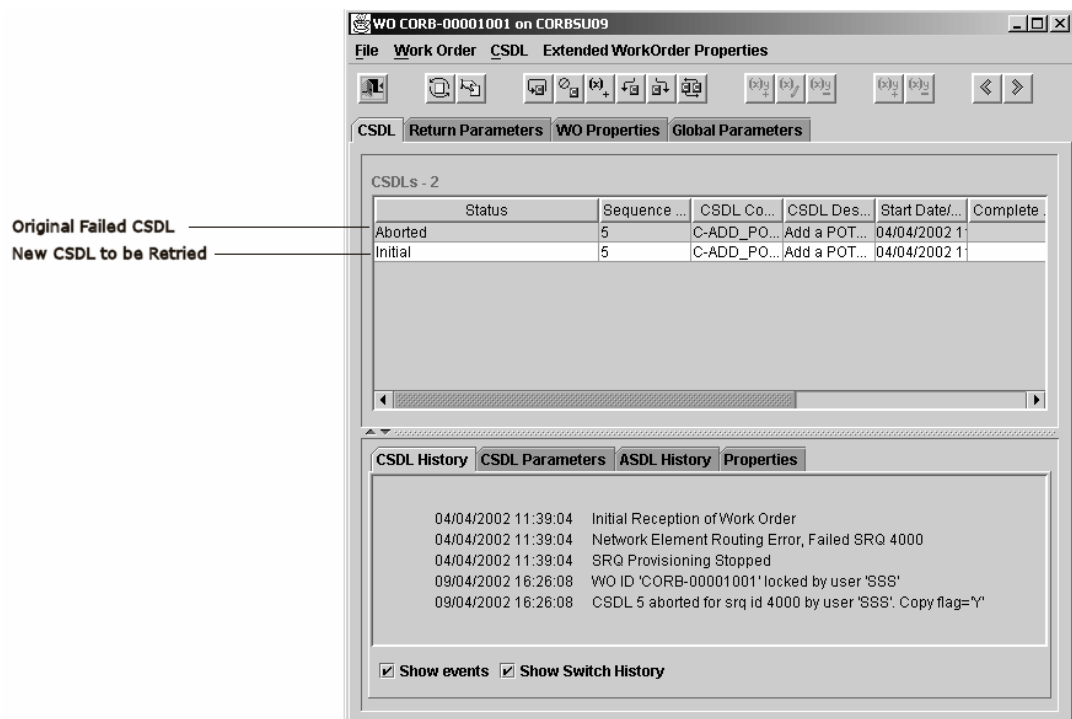 WO CORB-00001001 on CORBSU09
File Work Order CSDL Extended WorkOrder Properties
CSDL Return Parameters WO Properties Global Parameters
CSDLs - 2
Status Sequence ... CSDL Co... CSDL Des... Start Date/... Complete .
Original Failed CSDL
Aborted 5 C-ADD_PO... Add a POT... 04/04/2002 11
New CSDL to be Retried
Initial 5 C-ADD_PO... Add a POT... 04/04/2002 11
CSDL History CSDL Parameters ASDL History Properties
04/04/2002 11:39:04 Initial Reception of Work Order
04/04/2002 11:39:04 Network Element Routing Error, Failed SRQ 4000
04/04/2002 11:39:04 SRQ Provisioning Stopped
09/04/2002 16:26:08 WO ID 'CORB-00001001' locked by user 'SSS'
09/04/2002 16:26:08 CSDL 5 aborted for srq id 4000 by user 'SSS'. Copy flag='Y'
Show events Show Switch History